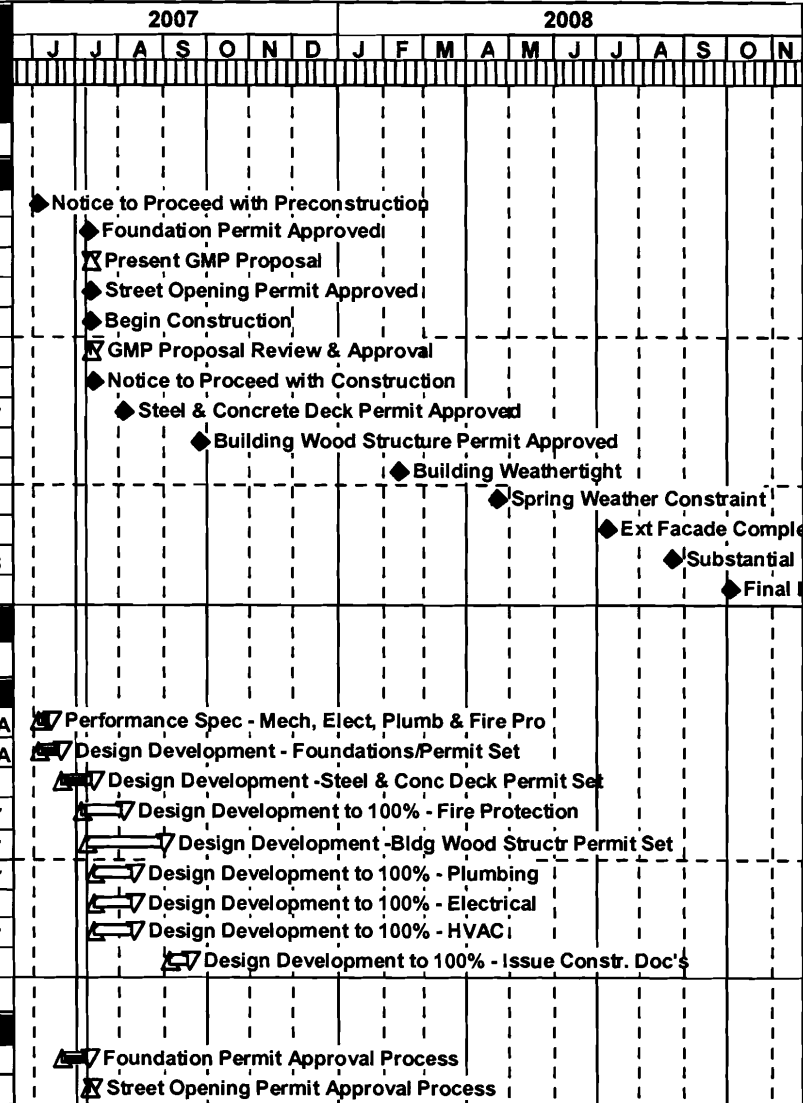 2007 2008
J J A S O N D J F M A M J J A S O N
Notice to Proceed with Preconstruction
Foundation Permit Approved
Present GMP Proposal
Street Opening Permit Approved
Begin Construction
GMP Proposal Review & Approval
Notice to Proceed with Construction
Steel & Concrete Deck Permit Approved
Building Wood Structure Permit Approved
Building Weathertight
Spring Weather Constraint
Ext Facade Comple
Substantial
Final
A Performance Spec - Mech, Elect, Plumb & Fire Pro
A Design Development - Foundations/Permit Set
Design Development -Steel & Conc Deck Permit Set
Design Development to 100% - Fire Protection
Design Development -Bldg Wood Structr Permit Set
Design Development to 100% - Plumbing
Design Development to 100% - Electrical
Design Development to 100% - HVAC
Design Development to 100% - Issue Constr. Doc's
Foundation Permit Approval Process
Street Opening Permit Approval Process